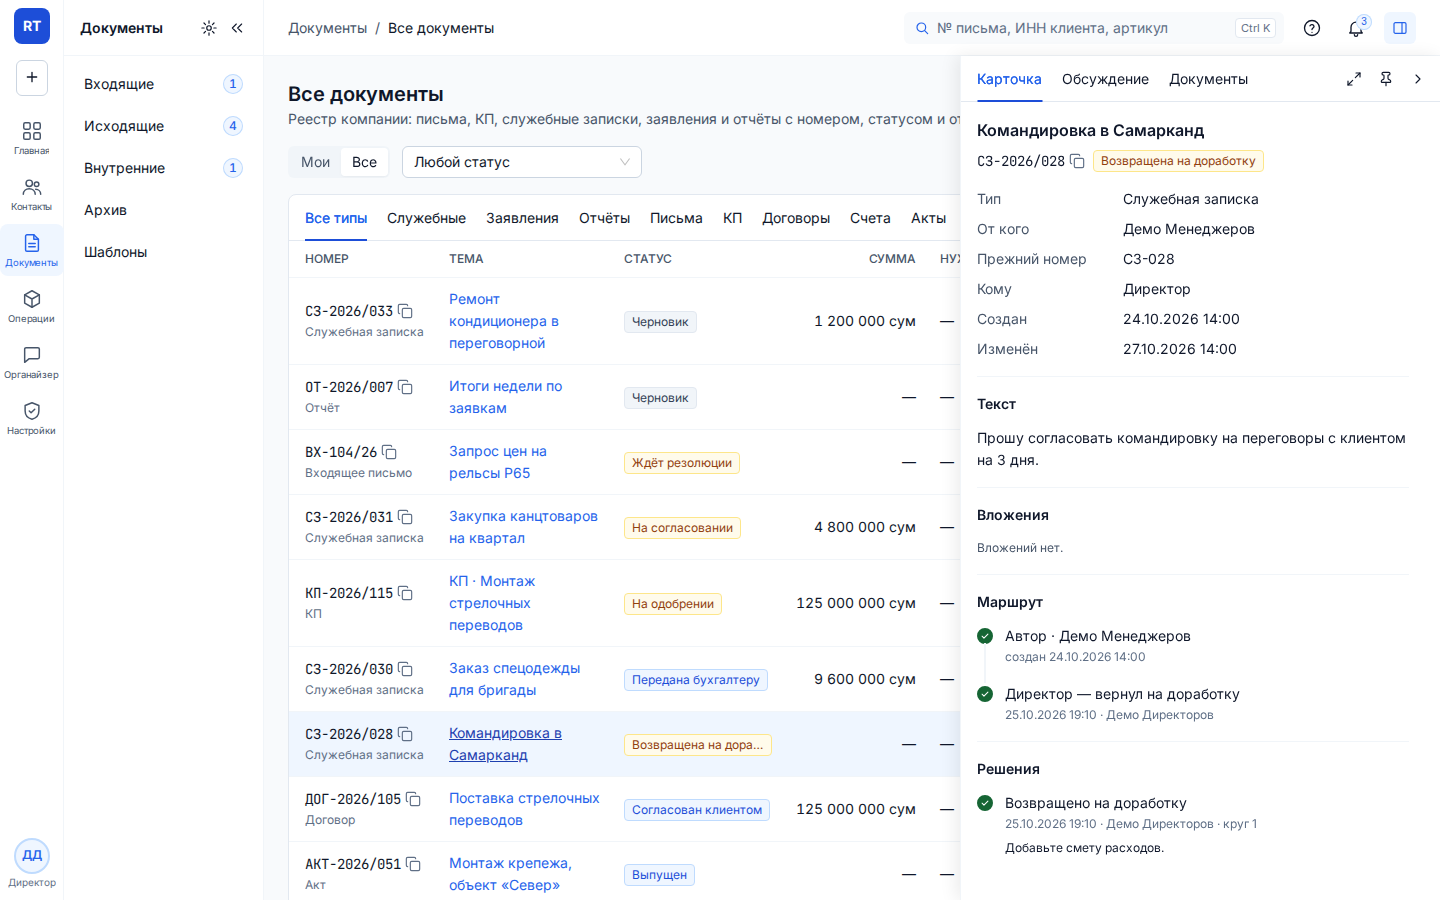 RT
Главная
Контакты
Документы
Операции
Органайзер
Настройки
ДД
Директор
Документы
Входящие 1
Исходящие 4
Внутренние 1
Архив
Шаблоны
Документы / Все документы
№ письма, ИНН клиента, артикул Ctrl K
3
Все документы
Реестр компании: письма, КП, служебные записки, заявления и отчёты с номером, статусом и от
Мои Все Любой статус
Все типы Служебные Заявления Отчёты Письма КП Договоры Счета Акты
НОМЕР ТЕМА СТАТУС СУММА НУЖ
СЗ-2026/033
Служебная записка
Ремонт
кондиционера в
переговорной
Черновик
1 200 000 сум
—
ОТ-2026/007
Отчёт
Итоги недели по
заявкам
Черновик
—
—
ВХ-104/26
Входящее письмо
Запрос цен на
рельсы Р65
Ждёт резолюции
—
—
СЗ-2026/031
Служебная записка
Закупка канцтоваров
на квартал
На согласовании
4 800 000 сум
—
КП-2026/115
КП
КП · Монтаж
стрелочных
переводов
На одобрении
125 000 000 сум
—
СЗ-2026/030
Служебная записка
Заказ спецодежды
для бригады
Передана бухгалтеру
9 600 000 сум
—
СЗ-2026/028
Служебная записка
Командировка в
Самарканд
Возвращена на дора...
—
—
ДОГ-2026/105
Договор
Поставка стрелочных
переводов
Согласован клиентом
125 000 000 сум
—
АКТ-2026/051
Акт
Монтаж крепежа,
объект «Север»
Выпущен
—
—
Карточка Обсуждение Документы
Командировка в Самарканд
СЗ-2026/028 Возвращена на доработку
Тип Служебная записка
От кого Демо Менеджеров
Прежний номер СЗ-028
Кому Директор
Создан 24.10.2026 14:00
Изменён 27.10.2026 14:00
Текст
Прошу согласовать командировку на переговоры с клиентом
на 3 дня.
Вложения
Вложений нет.
Маршрут
Автор · Демо Менеджеров
создан 24.10.2026 14:00
Директор — вернул на доработку
25.10.2026 19:10 · Демо Директоров
Решения
Возвращено на доработку
25.10.2026 19:10 · Демо Директоров · круг 1
Добавьте смету расходов.